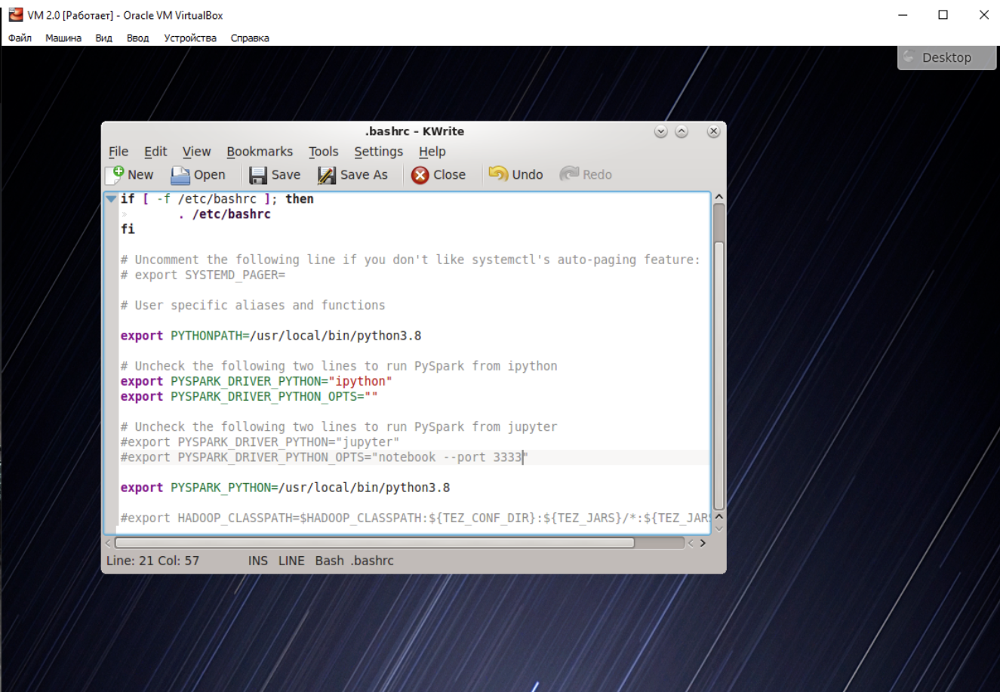 VM 2.0 [Работает] - Oracle VM VirtualBox
Файл Машина Вид Ввод Устройства Справка
Desktop
.bashrc – KWrite
File Edit View Bookmarks Tools Settings Help
New Open Save Save As Close Undo Redo
if [ -f /etc/bashrc ]; then
. /etc/bashrc
fi
# Uncomment the following line if you don't like systemctl's auto-paging feature:
# export SYSTEMD_PAGER=
# User specific aliases and functions
export PYTHONPATH=/usr/local/bin/python3.8
# Uncheck the following two lines to run PySpark from ipython
export PYSPARK_DRIVER_PYTHON="ipython"
export PYSPARK_DRIVER_PYTHON_OPTS=""
# Uncheck the following two lines to run PySpark from jupyter
#export PYSPARK_DRIVER_PYTHON="jupyter"
#export PYSPARK_DRIVER_PYTHON_OPTS="notebook --port 3333"
export PYSPARK_PYTHON=/usr/local/bin/python3.8
#export HADOOP_CLASSPATH=$HADOOP_CLASSPATH:${TEZ_CONF_DIR}:${TEZ_JARS}/*:${TEZ_JARS
Line: 21 Col: 57 INS LINE Bash .bashrc